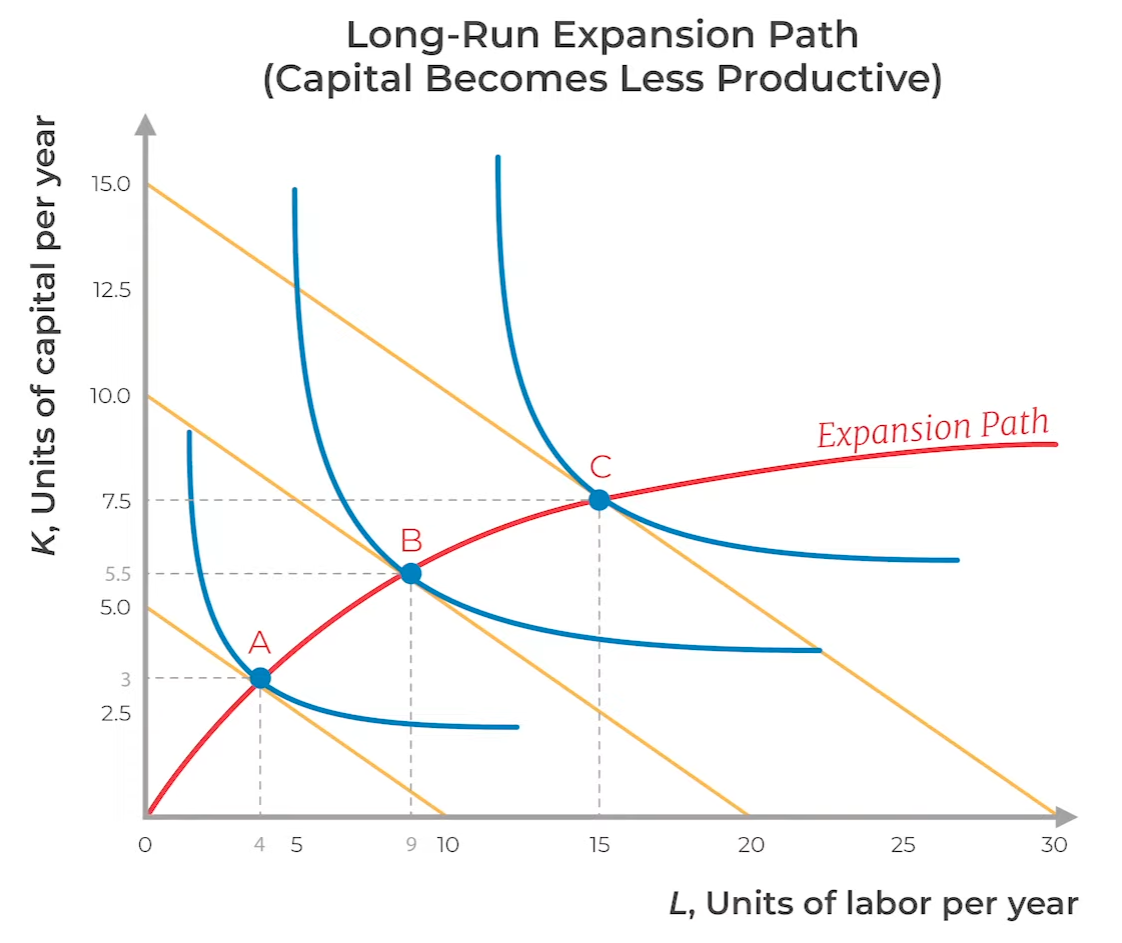 Long-Run Expansion Path
(Capital Becomes Less Productive)
K, Units of capital per year
15.0
12.5
10.0
7.5
5.5
5.0
3
2.5
A
B
C
Expansion Path
0
4
5
9
10
15
20
25
30
L, Units of labor per year